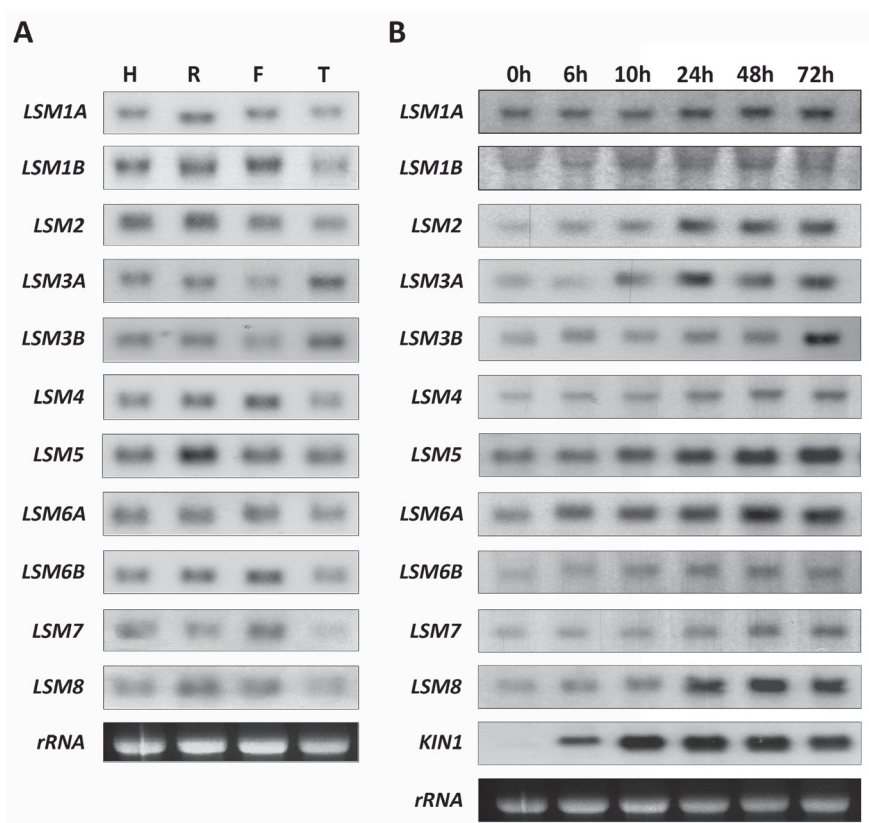 A
H R F T
LSM1A
LSM1B
LSM2
LSM3A
LSM3B
LSM4
LSM5
LSM6A
LSM6B
LSM7
LSM8
rRNA
B
0h 6h 10h 24h 48h 72h
LSM1A
LSM1B
LSM2
LSM3A
LSM3B
LSM4
LSM5
LSM6A
LSM6B
LSM7
LSM8
KIN1
rRNA